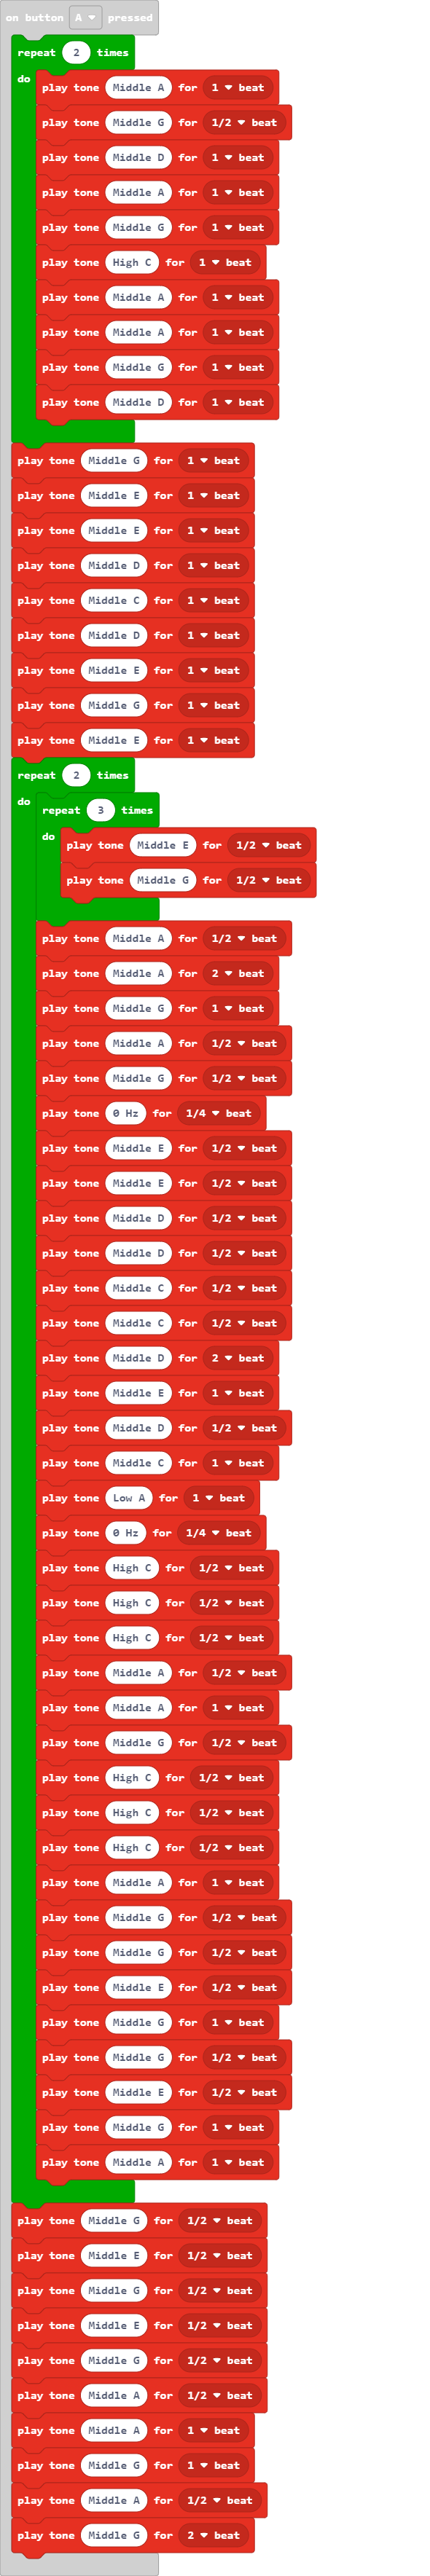 on button A pressed
repeat 2 times
do
play tone Middle A for 1 beat
play tone Middle G for 1/2 beat
play tone Middle D for 1 beat
play tone Middle A for 1 beat
play tone Middle G for 1 beat
play tone High C for 1 beat
play tone Middle A for 1 beat
play tone Middle A for 1 beat
play tone Middle G for 1 beat
play tone Middle D for 1 beat
play tone Middle G for 1 beat
play tone Middle E for 1 beat
play tone Middle E for 1 beat
play tone Middle D for 1 beat
play tone Middle C for 1 beat
play tone Middle D for 1 beat
play tone Middle E for 1 beat
play tone Middle G for 1 beat
play tone Middle E for 1 beat
repeat 2 times
do
repeat 3 times
do
play tone Middle E for 1/2 beat
play tone Middle G for 1/2 beat
play tone Middle A for 1/2 beat
play tone Middle A for 2 beat
play tone Middle G for 1 beat
play tone Middle A for 1/2 beat
play tone Middle G for 1/2 beat
play tone 0 Hz for 1/4 beat
play tone Middle E for 1/2 beat
play tone Middle E for 1/2 beat
play tone Middle D for 1/2 beat
play tone Middle D for 1/2 beat
play tone Middle C for 1/2 beat
play tone Middle C for 1/2 beat
play tone Middle D for 2 beat
play tone Middle E for 1 beat
play tone Middle D for 1/2 beat
play tone Middle C for 1 beat
play tone Low A for 1 beat
play tone 0 Hz for 1/4 beat
play tone High C for 1/2 beat
play tone High C for 1/2 beat
play tone High C for 1/2 beat
play tone Middle A for 1/2 beat
play tone Middle A for 1 beat
play tone Middle G for 1/2 beat
play tone High C for 1/2 beat
play tone High C for 1/2 beat
play tone High C for 1/2 beat
play tone Middle A for 1 beat
play tone Middle G for 1/2 beat
play tone Middle G for 1/2 beat
play tone Middle E for 1/2 beat
play tone Middle G for 1 beat
play tone Middle G for 1/2 beat
play tone Middle E for 1/2 beat
play tone Middle G for 1 beat
play tone Middle A for 1 beat
play tone Middle G for 1/2 beat
play tone Middle E for 1/2 beat
play tone Middle G for 1/2 beat
play tone Middle E for 1/2 beat
play tone Middle G for 1/2 beat
play tone Middle A for 1/2 beat
play tone Middle A for 1 beat
play tone Middle G for 1 beat
play tone Middle A for 1/2 beat
play tone Middle G for 2 beat